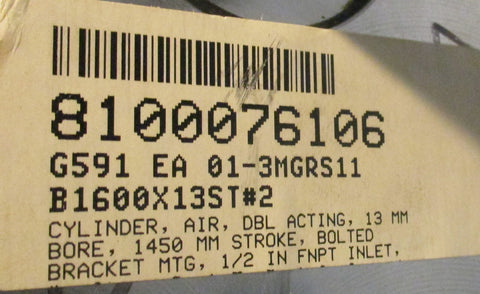 8100076106
G591 EA 01-3MGRS11
B1600X13ST#2
CYLINDER, AIR, DBL ACTING, 13 MM
BORE, 1450 MM STROKE, BOLTED
BRACKET MTG, 1/2 IN FNPT INLET,